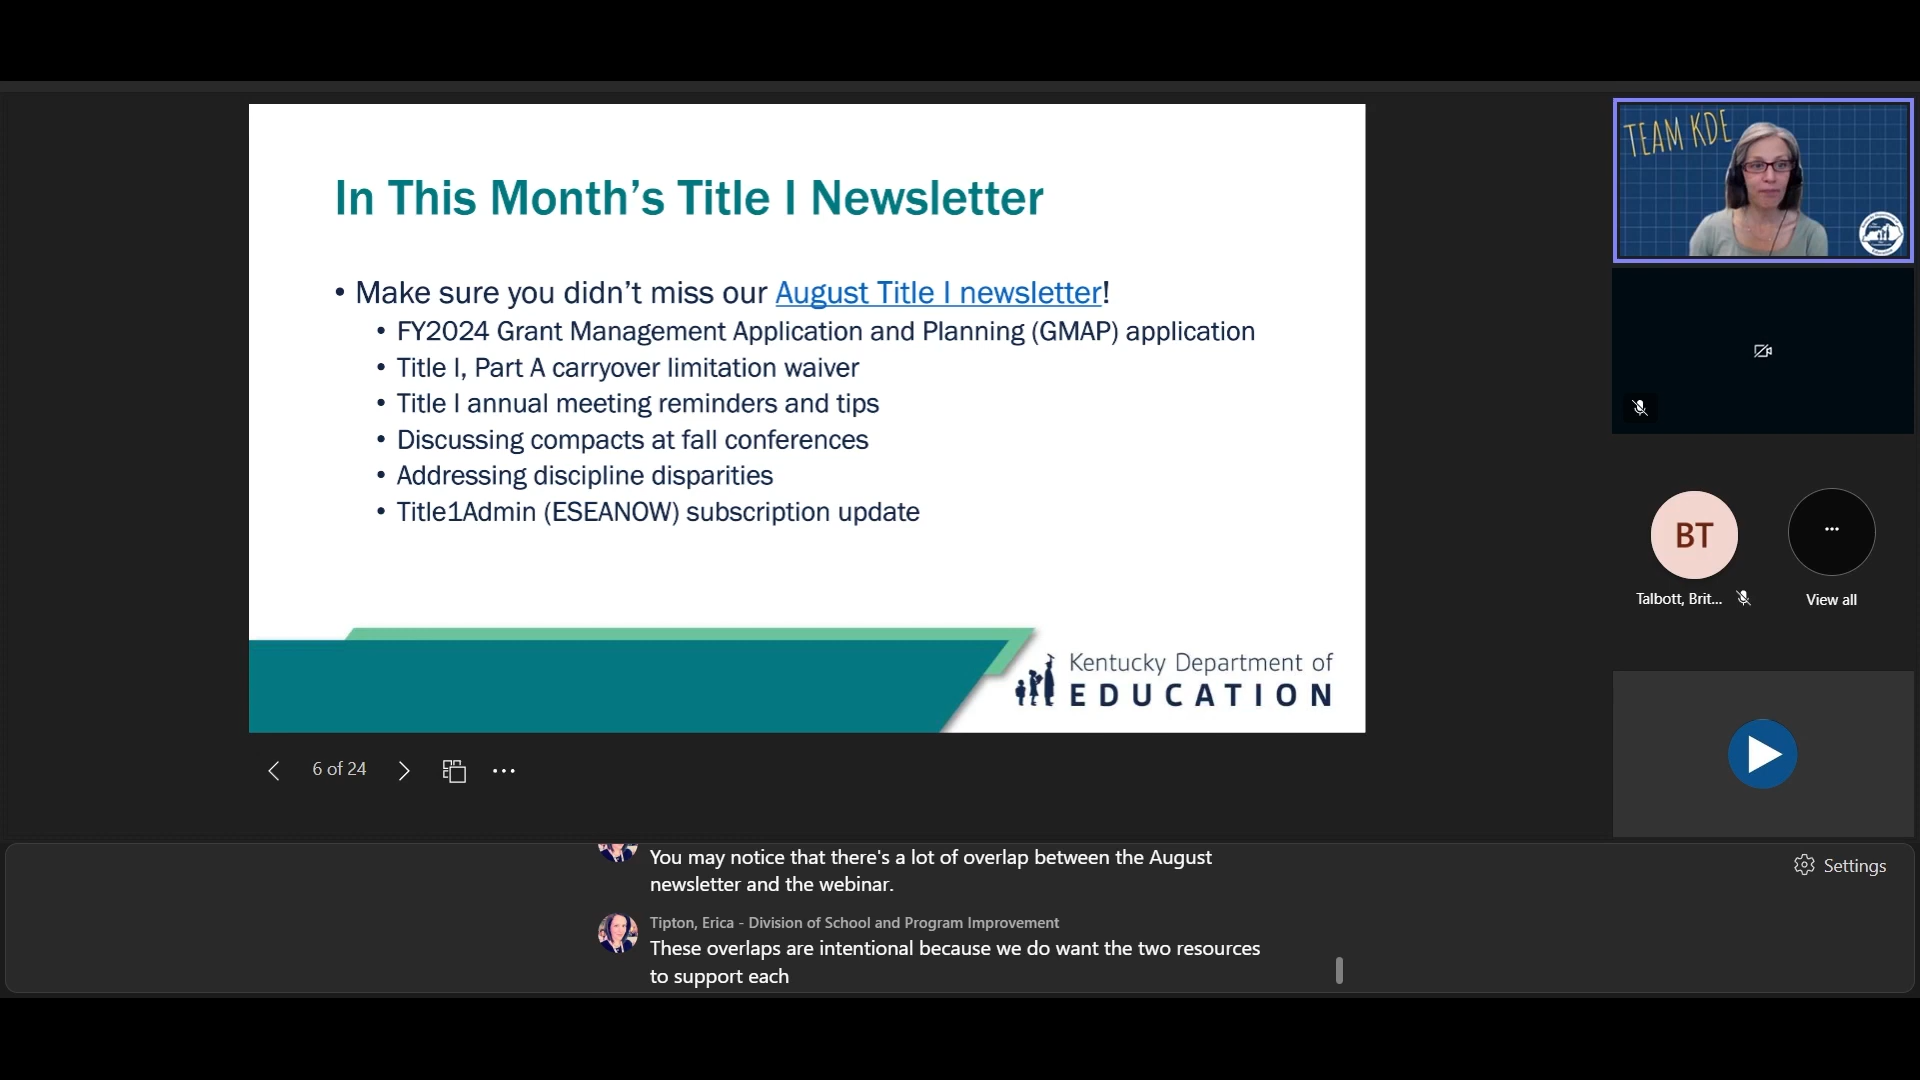 In This Month's Title I Newsletter
• Make sure you didn't miss our August Title I newsletter!
• FY2024 Grant Management Application and Planning (GMAP) application
• Title I, Part A carryover limitation waiver
• Title I annual meeting reminders and tips
• Discussing compacts at fall conferences
• Addressing discipline disparities
• Title1Admin (ESEANOW) subscription update
Kentucky Department of
EDUCATION
6 of 24
TEAM KDE
BT
Talbott, Brit...
View all
You may notice that there's a lot of overlap between the August
newsletter and the webinar.
Settings
Tipton, Erica - Division of School and Program Improvement
These overlaps are intentional because we do want the two resources
to support each